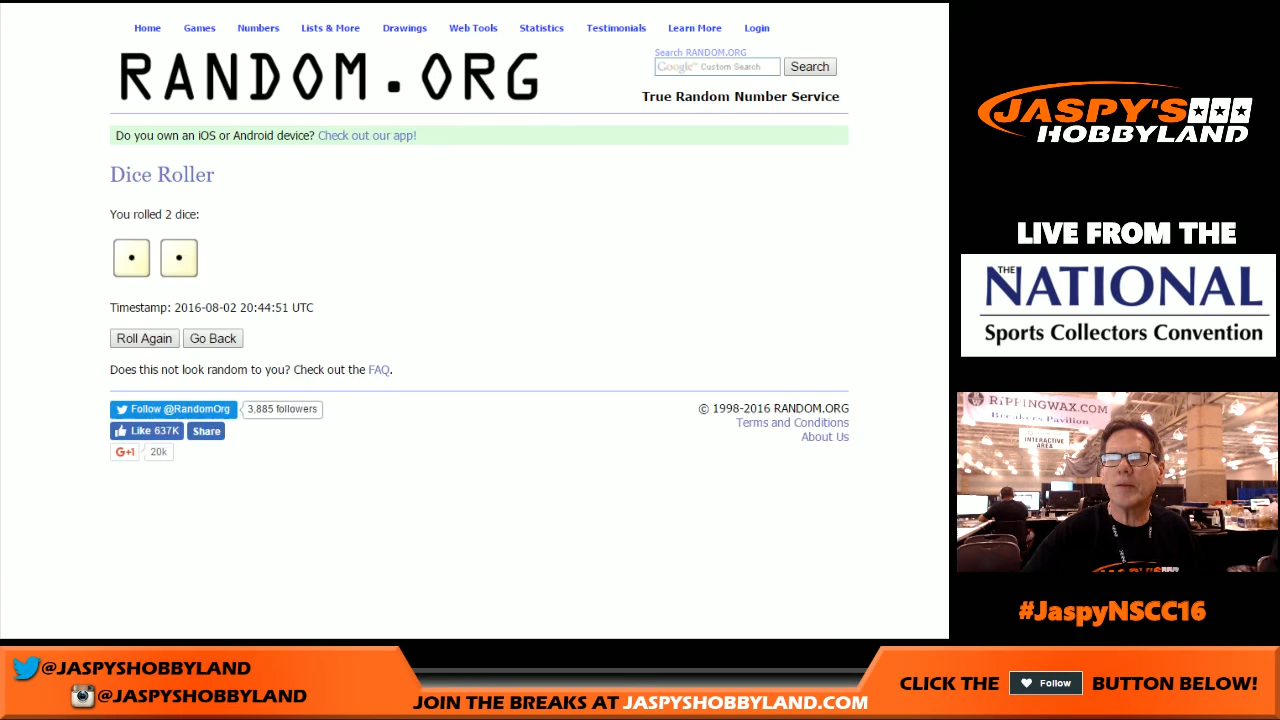 Home Games Numbers Lists & More Drawings Web Tools Statistics Testimonials Learn More Login
RANDOM.ORG
Search RANDOM.ORG
Google™ Custom Search Search
True Random Number Service
Do you own an iOS or Android device? Check out our app!
Dice Roller
You rolled 2 dice:
Timestamp: 2016-08-02 20:44:51 UTC
Roll Again Go Back
Does this not look random to you? Check out the FAQ.
Follow @RandomOrg 3,885 followers
Like 637K Share
G+1 20k
© 1998-2016 RANDOM.ORG
Terms and Conditions
About Us
JASPY'S
HOBBYLAND
LIVE FROM THE
THE NATIONAL
Sports Collectors Convention
RIPPINGWAX.COM
Breakers Pavilion
INTERACTIVE
AREA
#JaspyNSCC16
@JASPYSHOBBYLAND
@JASPYSHOBBYLAND
JOIN THE BREAKS AT JASPYSHOBBYLAND.COM
CLICK THE Follow BUTTON BELOW!